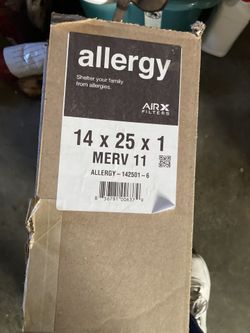 allergy
Shelter your family
from allergies.
AIRX
FILTERS
14 x 25 x 1
MERV 11
ALLERGY-142501-6